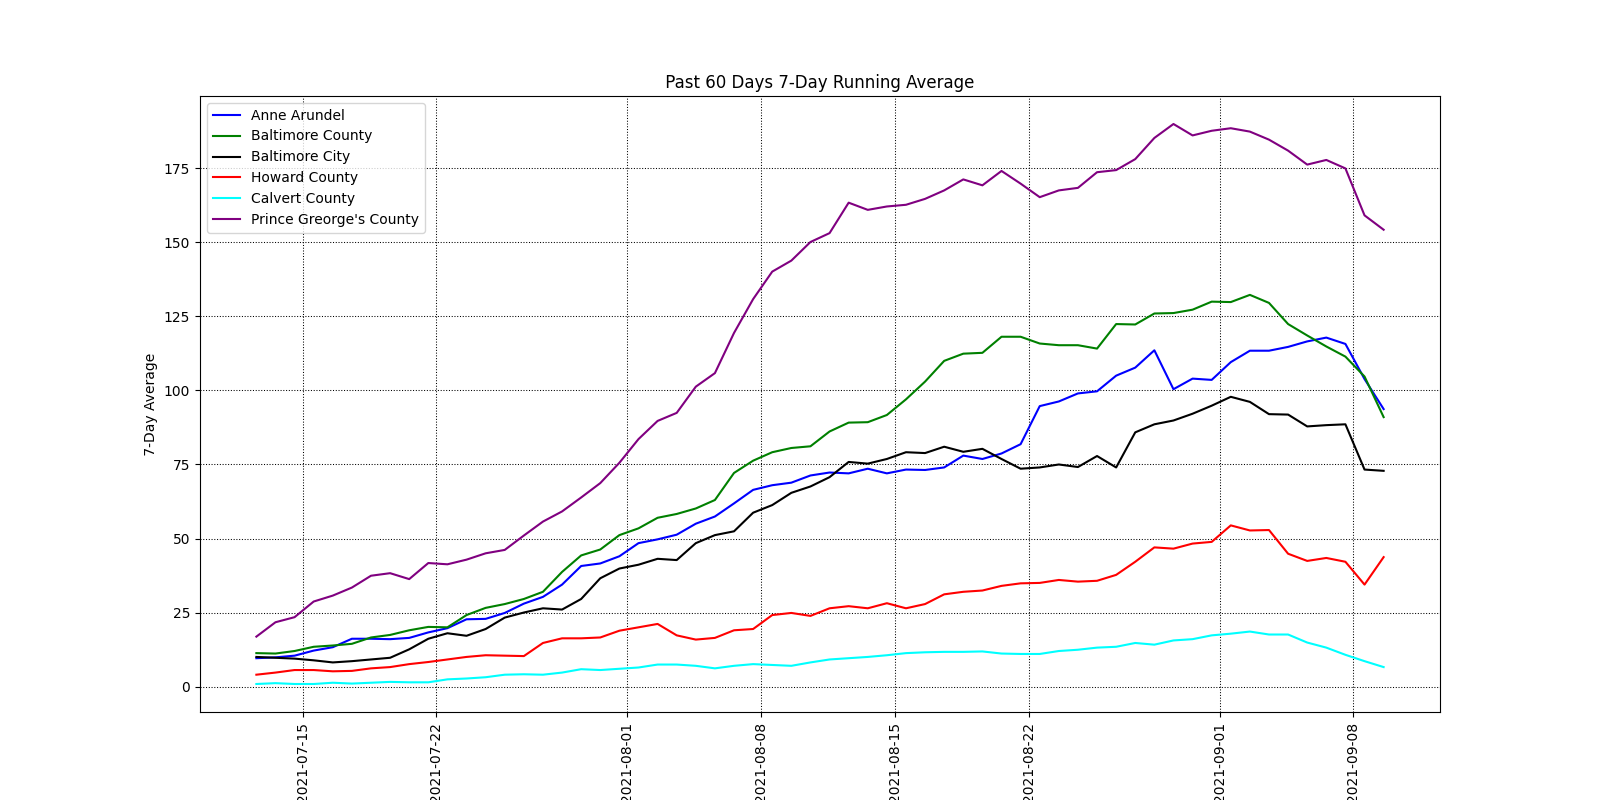 Past 60 Days 7-Day Running Average
Anne Arundel
Baltimore County
Baltimore City
Howard County
Calvert County
Prince Greorge's County
7-Day Average
175
150
125
100
75
50
25
0
2021-07-15
2021-07-22
2021-08-01
2021-08-08
2021-08-15
2021-08-22
2021-09-01
2021-09-08